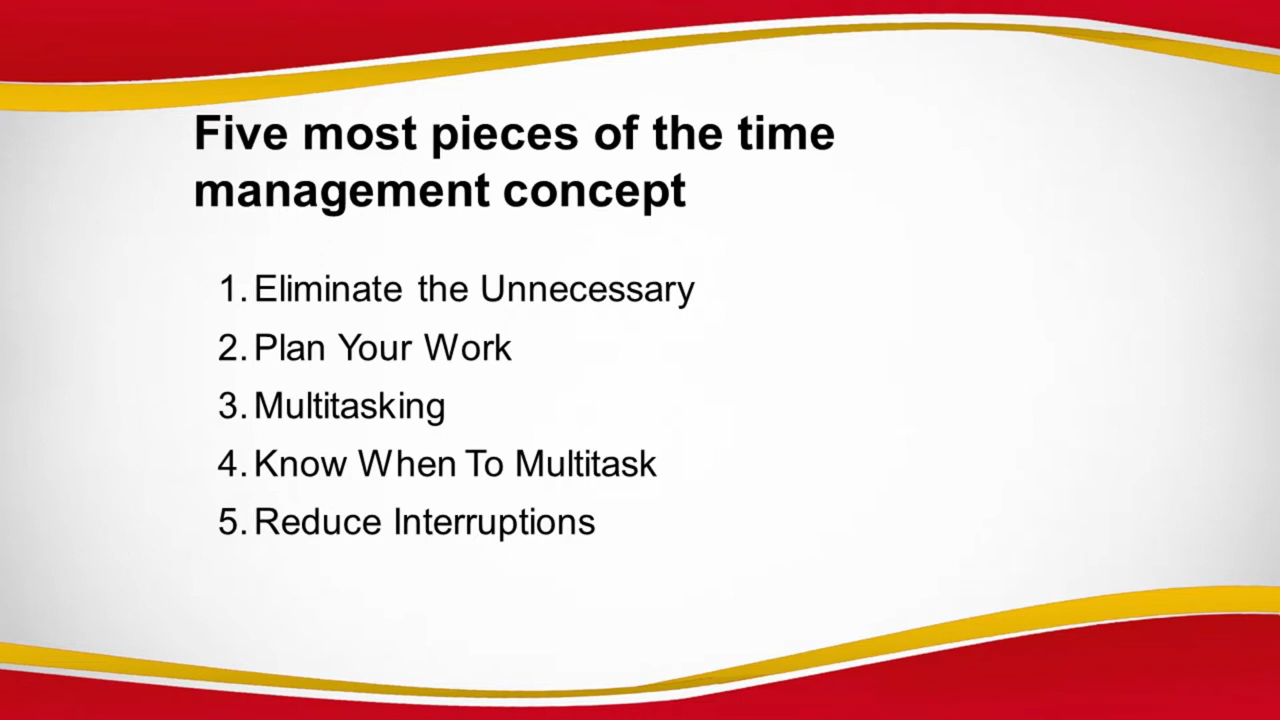 Five most pieces of the time
management concept
1. Eliminate the Unnecessary
2. Plan Your Work
3. Multitasking
4. Know When To Multitask
5. Reduce Interruptions